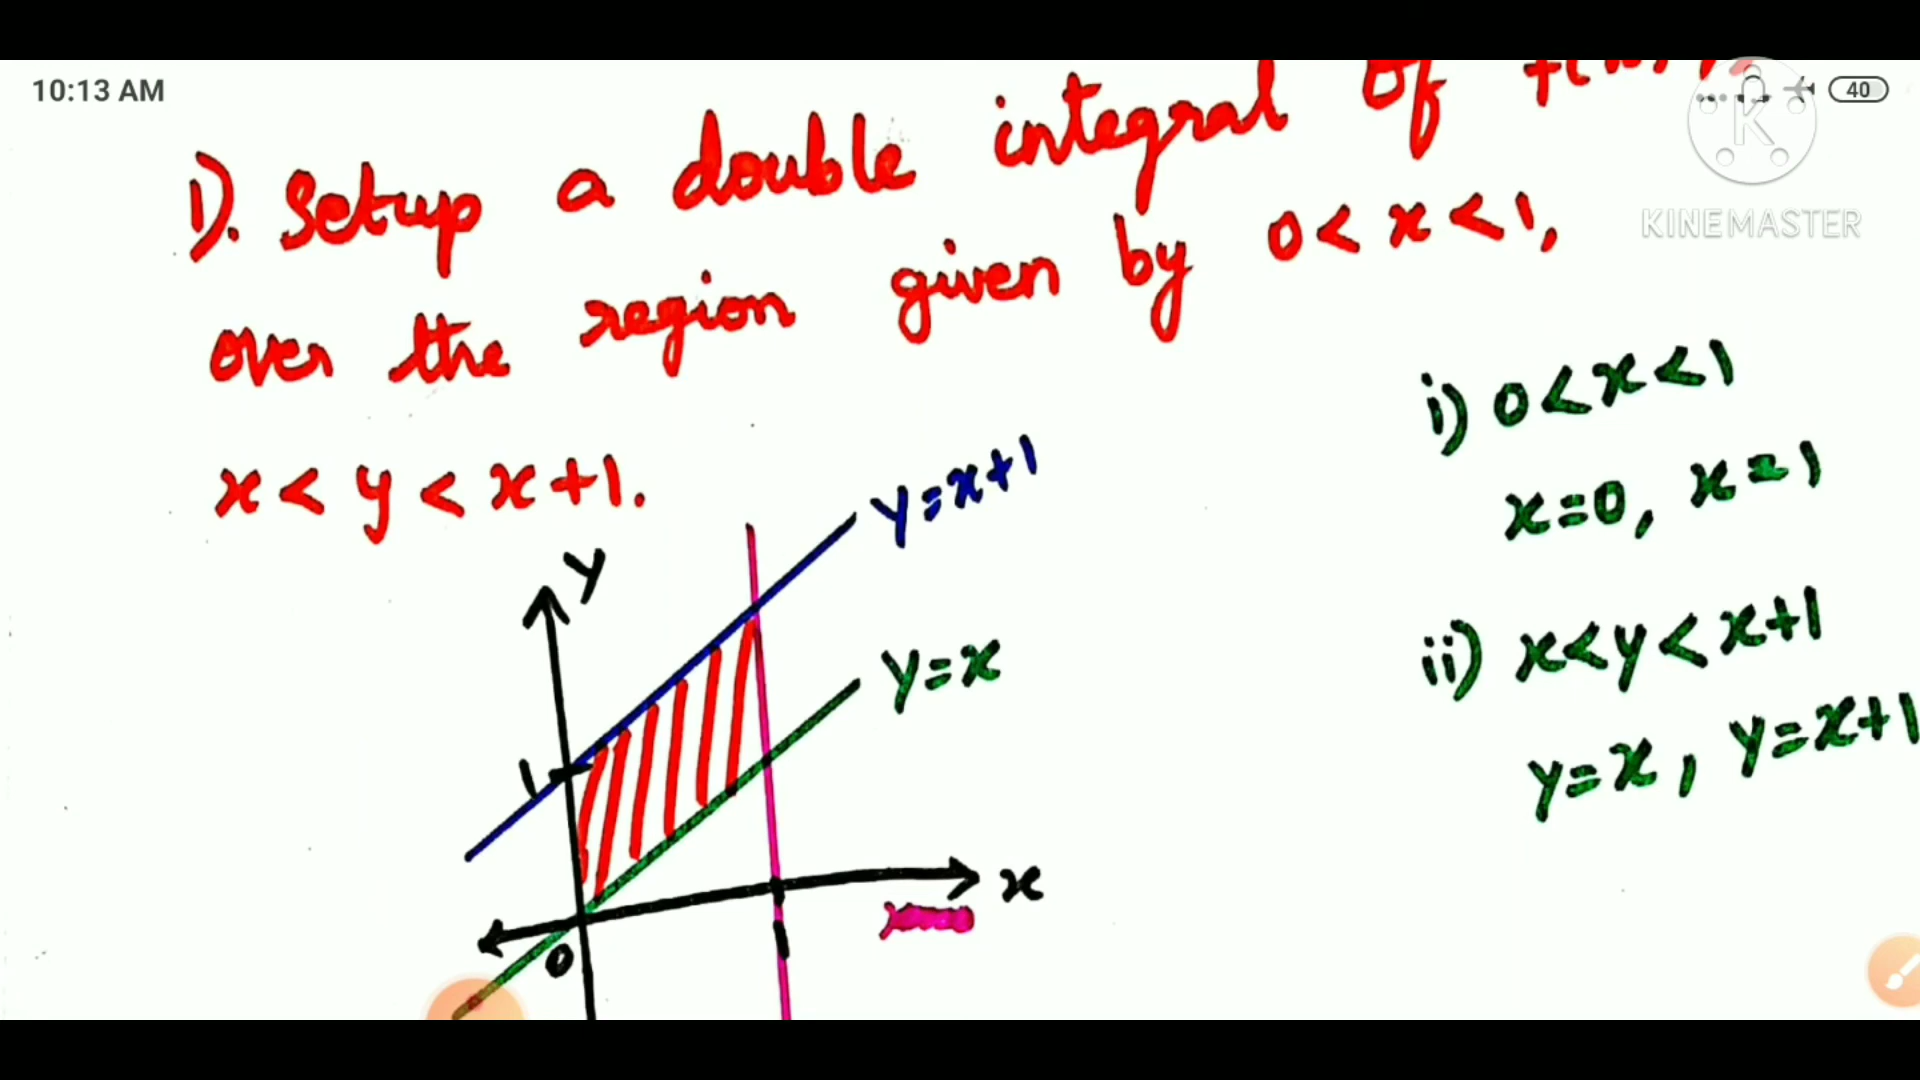 10:13 AM
40
KINEMASTER
1). Setup a double integral of
over the region given by 0 < x < 1,
x < y < x+1.
i) 0 < x < 1
x = 0, x = 1
ii) x < y < x+1
y = x, y = x+1
y = x+1
y
y = x
1
x
0
1